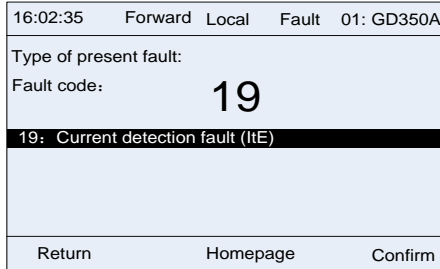 16:02:35 Forward Local Fault 01: GD350A
Type of present fault:
Fault code：
19
19：Current detection fault (ItE)
Return Homepage Confirm